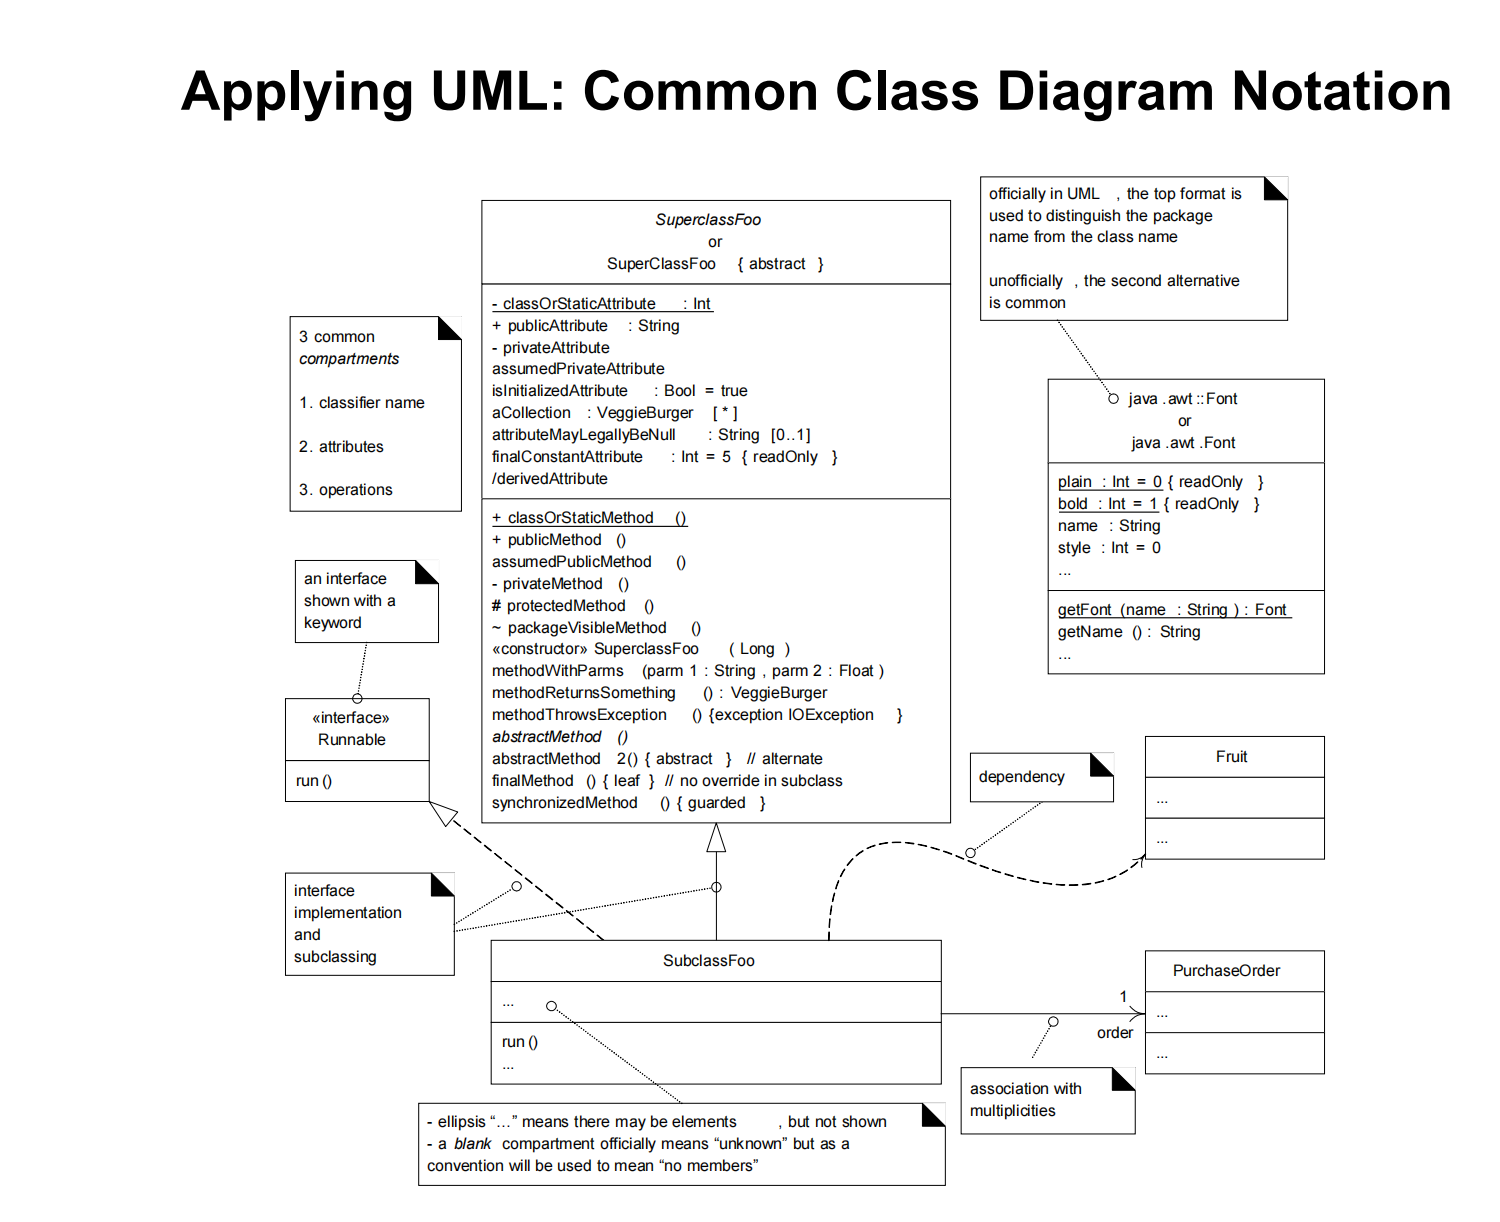 Applying UML: Common Class Diagram Notation
officially in UML , the top format is
used to distinguish the package
name from the class name
unofficially , the second alternative
is common
SuperclassFoo
or
SuperClassFoo { abstract }
- classOrStaticAttribute : Int
+ publicAttribute : String
- privateAttribute
assumedPrivateAttribute
isInitializedAttribute : Bool = true
aCollection : VeggieBurger [ * ]
attributeMayLegallyBeNull : String [0..1]
finalConstantAttribute : Int = 5 { readOnly }
/derivedAttribute
+ classOrStaticMethod ()
+ publicMethod ()
assumedPublicMethod ()
- privateMethod ()
# protectedMethod ()
~ packageVisibleMethod ()
«constructor» SuperclassFoo ( Long )
methodWithParms (parm 1 : String , parm 2 : Float )
methodReturnsSomething () : VeggieBurger
methodThrowsException () {exception IOException }
abstractMethod ()
abstractMethod 2() { abstract } // alternate
finalMethod () { leaf } // no override in subclass
synchronizedMethod () { guarded }
3 common
compartments
1. classifier name
2. attributes
3. operations
java .awt ::Font
or
java .awt .Font
plain : Int = 0 { readOnly }
bold : Int = 1 { readOnly }
name : String
style : Int = 0
...
getFont (name : String ) : Font
getName () : String
...
an interface
shown with a
keyword
«interface»
Runnable
run ()
dependency
Fruit
...
...
interface
implementation
and
subclassing
SubclassFoo
...
run ()
...
1
order
PurchaseOrder
...
...
association with
multiplicities
- ellipsis “…” means there may be elements , but not shown
- a blank compartment officially means “unknown” but as a
convention will be used to mean “no members”